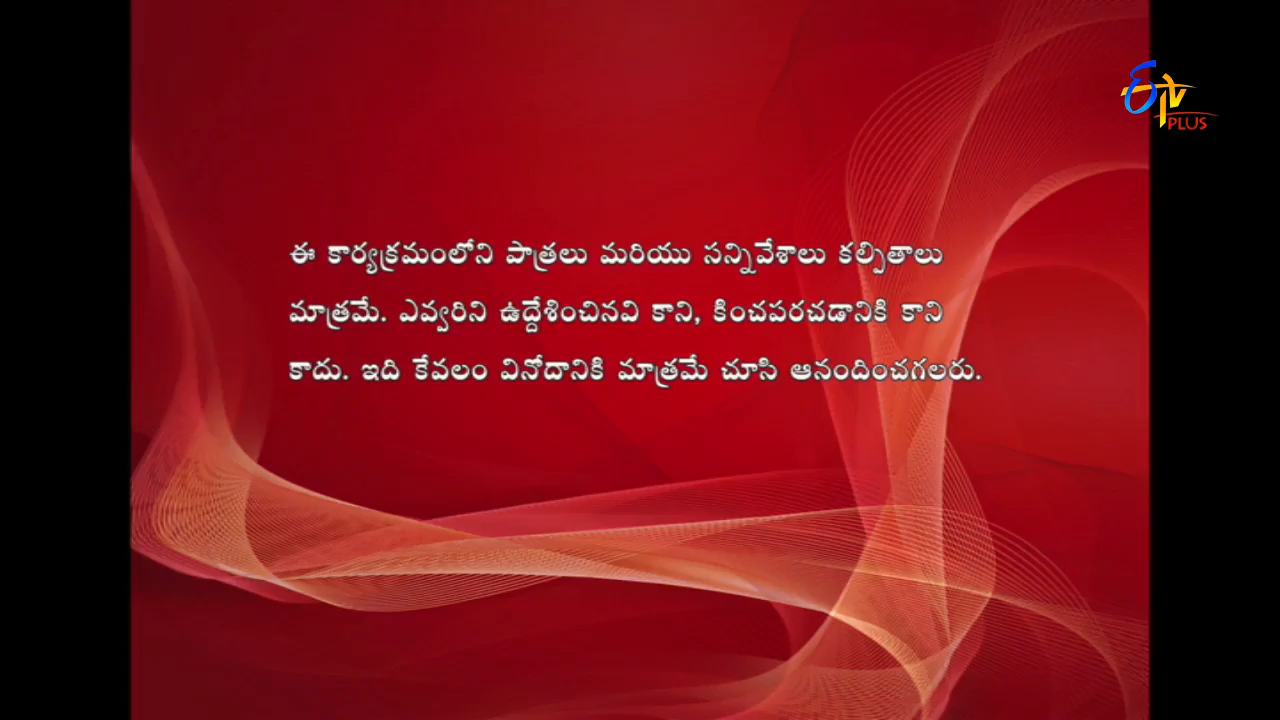 ETV
PLUS
ఈ కార్యక్రమంలోని పాత్రలు మరియు సన్నివేశాలు కల్పితాలు
మాత్రమే. ఎవ్వరిని ఉద్దేశించినవి కాని, కించపరచడానికి కాని
కాదు. ఇది కేవలం వినోదానికి మాత్రమే చూసి ఆనందించగలరు.